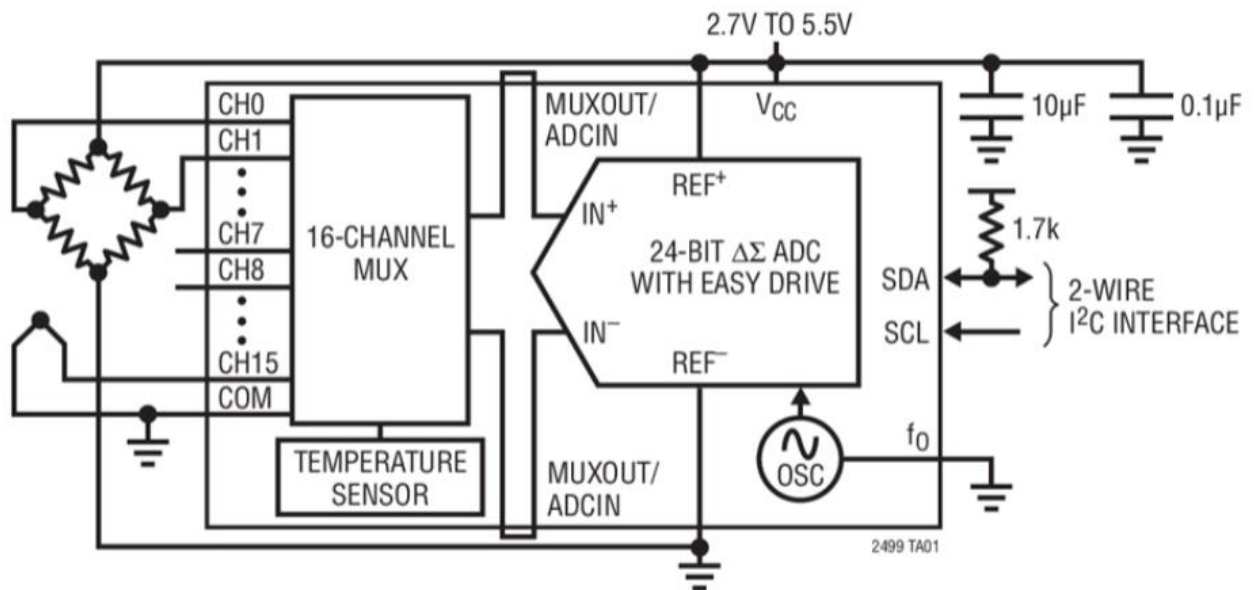 2.7V TO 5.5V
CH0
CH1
CH7
CH8
CH15
COM
16-CHANNEL
MUX
TEMPERATURE
SENSOR
MUXOUT/
ADCIN
VCC
10µF
0.1µF
REF+
IN+
24-BIT ΔΣ ADC
WITH EASY DRIVE
IN–
REF–
1.7k
SDA
SCL
2-WIRE
I2C INTERFACE
MUXOUT/
ADCIN
OSC
fO
2499 TA01